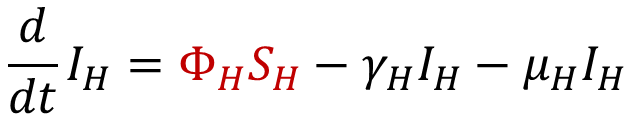 d/dt I_H = Φ_H S_H − γ_H I_H − μ_H I_H